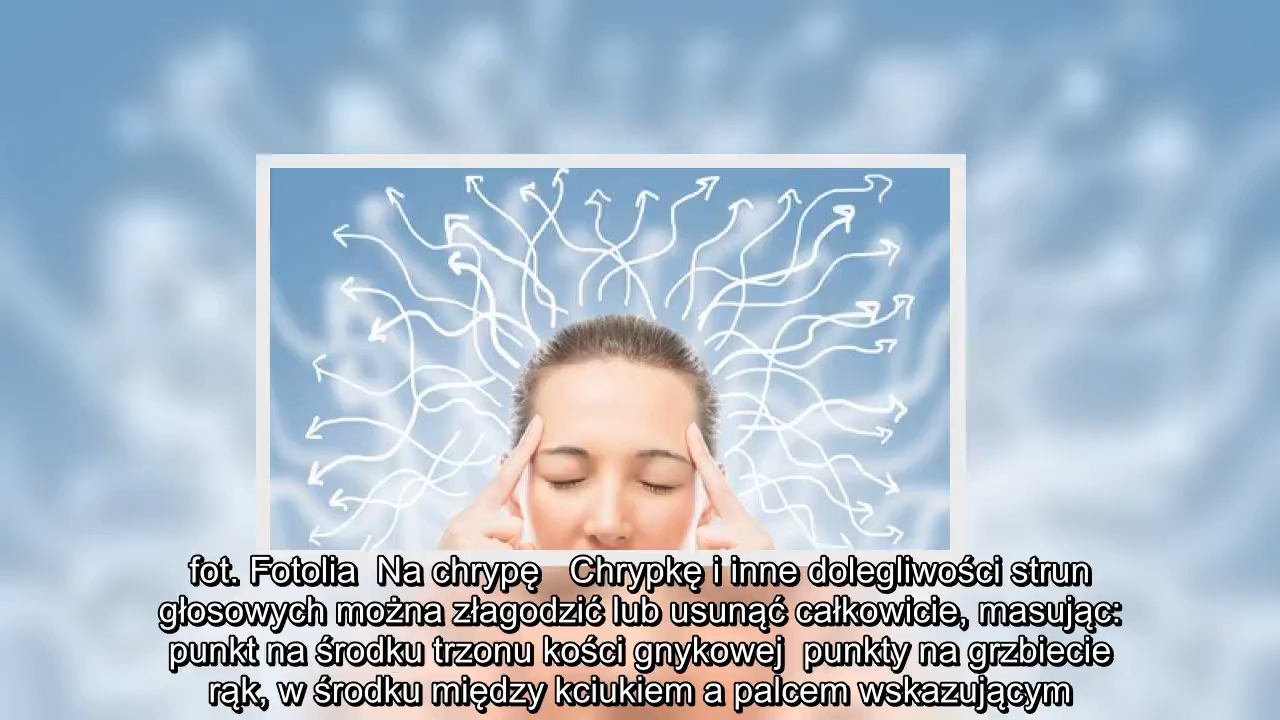 fot. Fotolia  Na chrypę   Chrypkę i inne dolegliwości strun
głosowych można złagodzić lub usunąć całkowicie, masując:
punkt na środku trzonu kości gnykowej  punkty na grzbiecie
rąk, w środku między kciukiem a palcem wskazującym